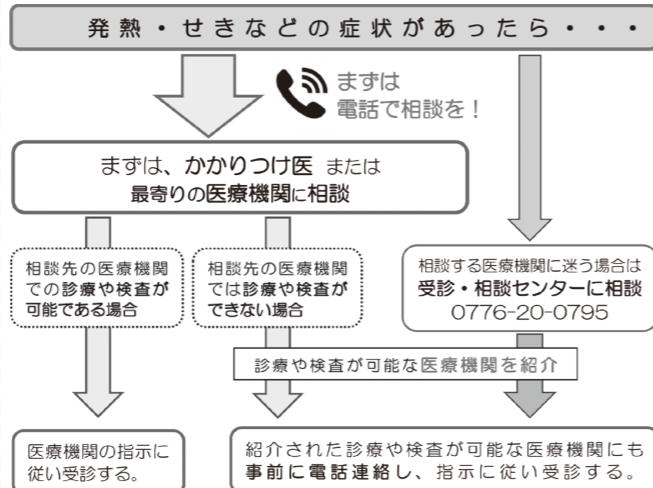 発熱・せきなどの症状があったら・・・
まずは
電話で相談を！
まずは、かかりつけ医 または
最寄りの医療機関に相談
相談先の医療機関
での診療や検査が
可能である場合
相談先の医療機関
では診療や検査が
できない場合
相談する医療機関に迷う場合は
受診・相談センターに相談
0776-20-0795
診療や検査が可能な医療機関を紹介
医療機関の指示に
従い受診する。
紹介された診療や検査が可能な医療機関にも
事前に電話連絡し、指示に従い受診する。